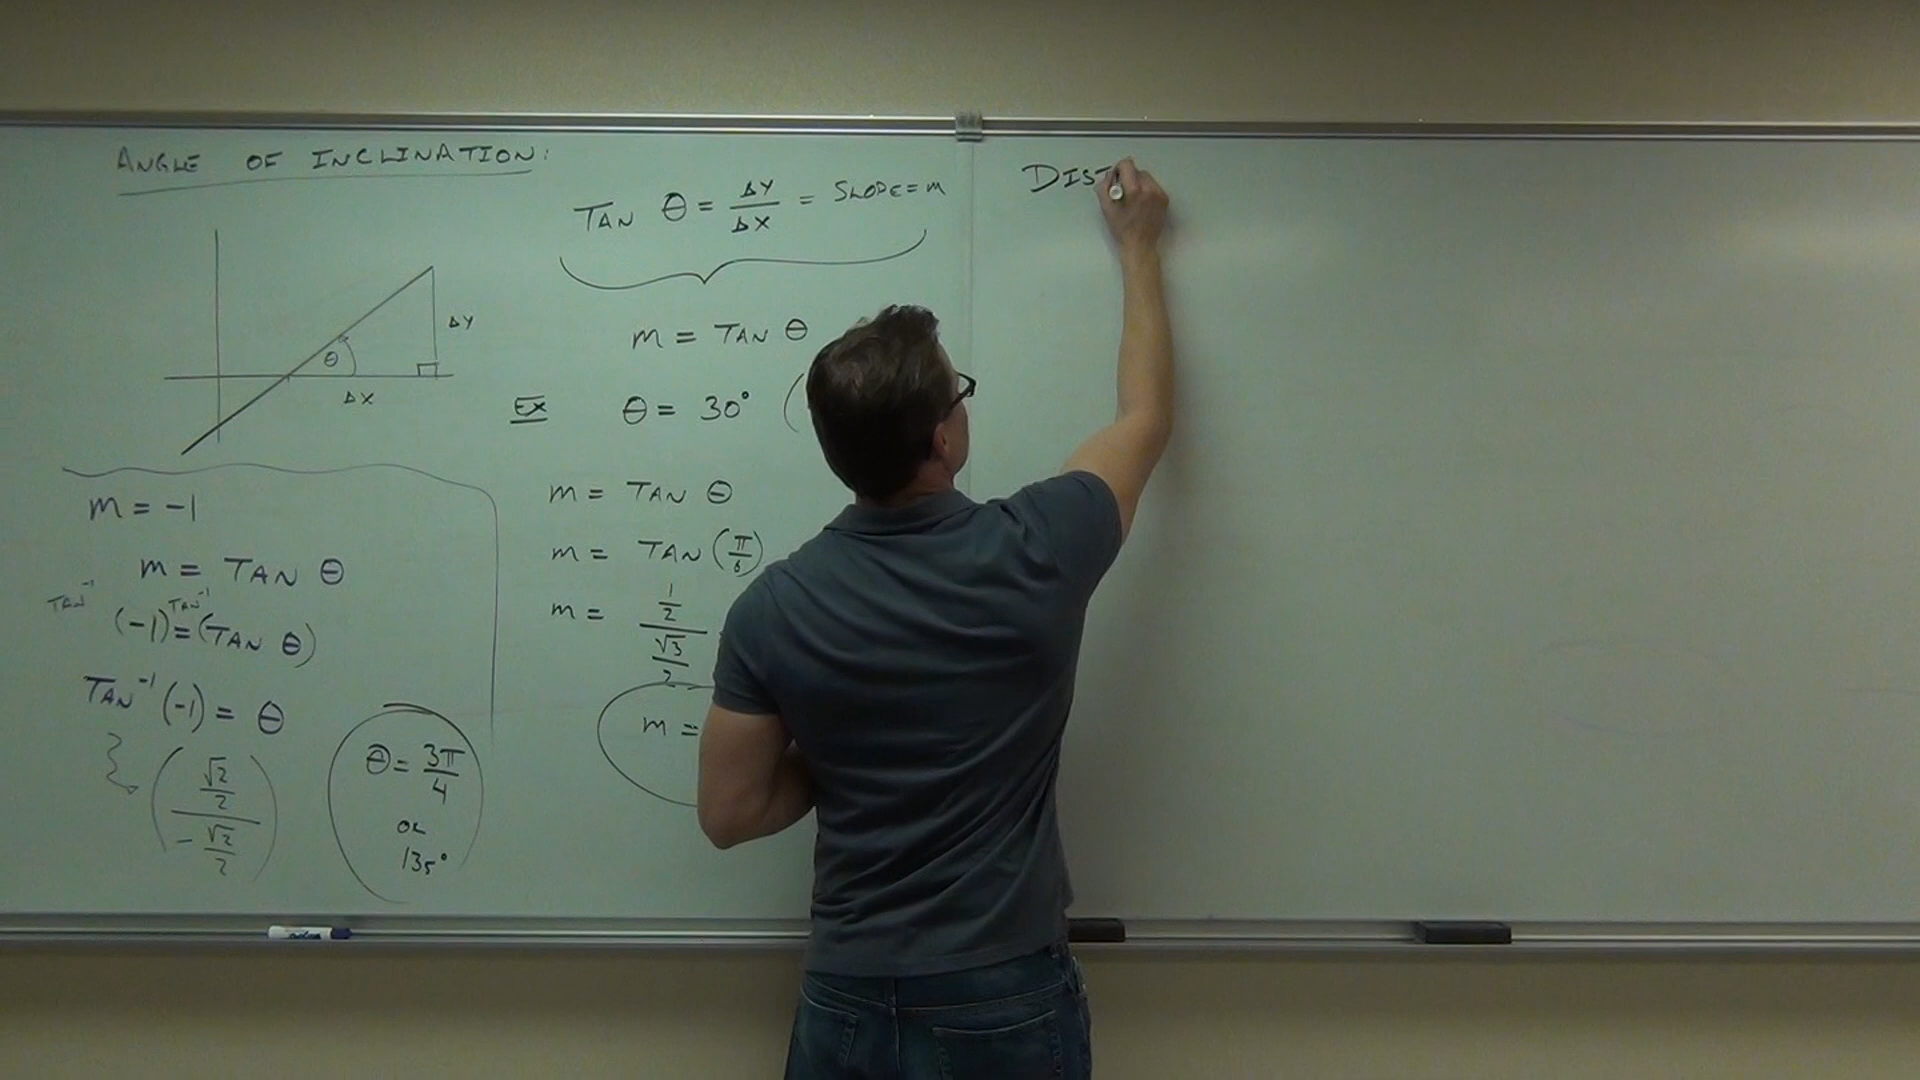 ANGLE OF INCLINATION:
ΔY
θ
ΔX
m = -1
m = TAN θ
TAN⁻¹ (-1) = TAN⁻¹ (TAN θ)
TAN⁻¹ (-1) = θ
(√2/2 / -√2/2)
θ = 3π/4
OR
135°
TAN θ = ΔY/ΔX = SLOPE = m
m = TAN θ
EX θ = 30° (
m = TAN θ
m = TAN (π/6)
m = 1/2 / √3/2
m =
DIST